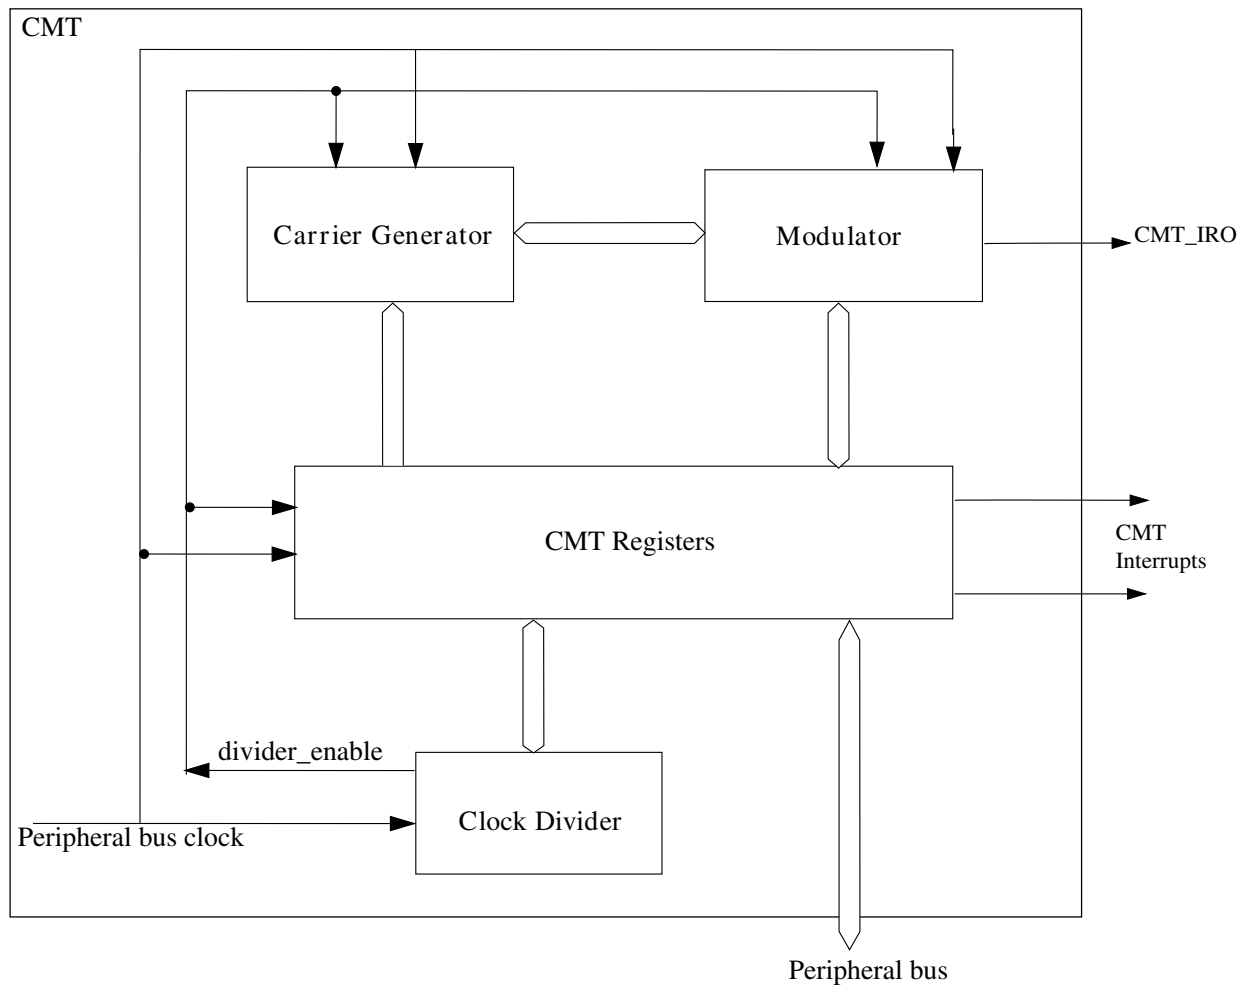 CMT
Carrier Generator
Modulator
CMT_IRO
CMT Registers
CMT
Interrupts
divider_enable
Clock Divider
Peripheral bus clock
Peripheral bus